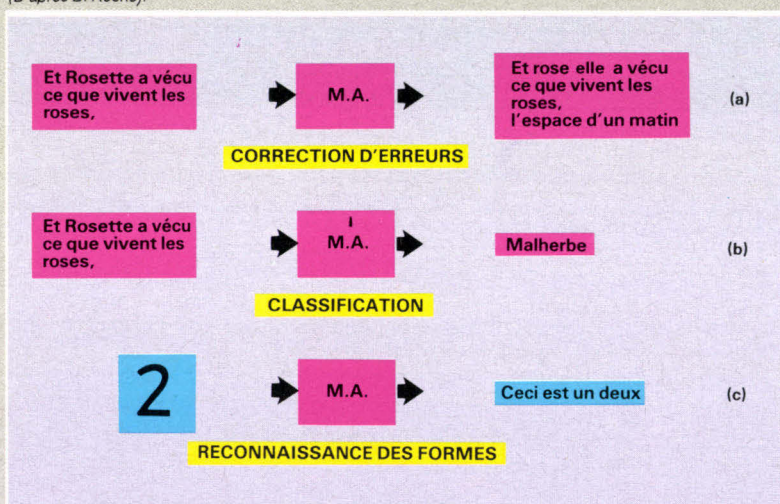 Et Rosette a vécu
ce que vivent les
roses,
M.A.
Et rose elle a vécu
ce que vivent les
roses,
l'espace d'un matin
(a)
CORRECTION D'ERREURS
Et Rosette a vécu
ce que vivent les
roses,
M.A.
Malherbe
(b)
CLASSIFICATION
2
M.A.
Ceci est un deux
(c)
RECONNAISSANCE DES FORMES